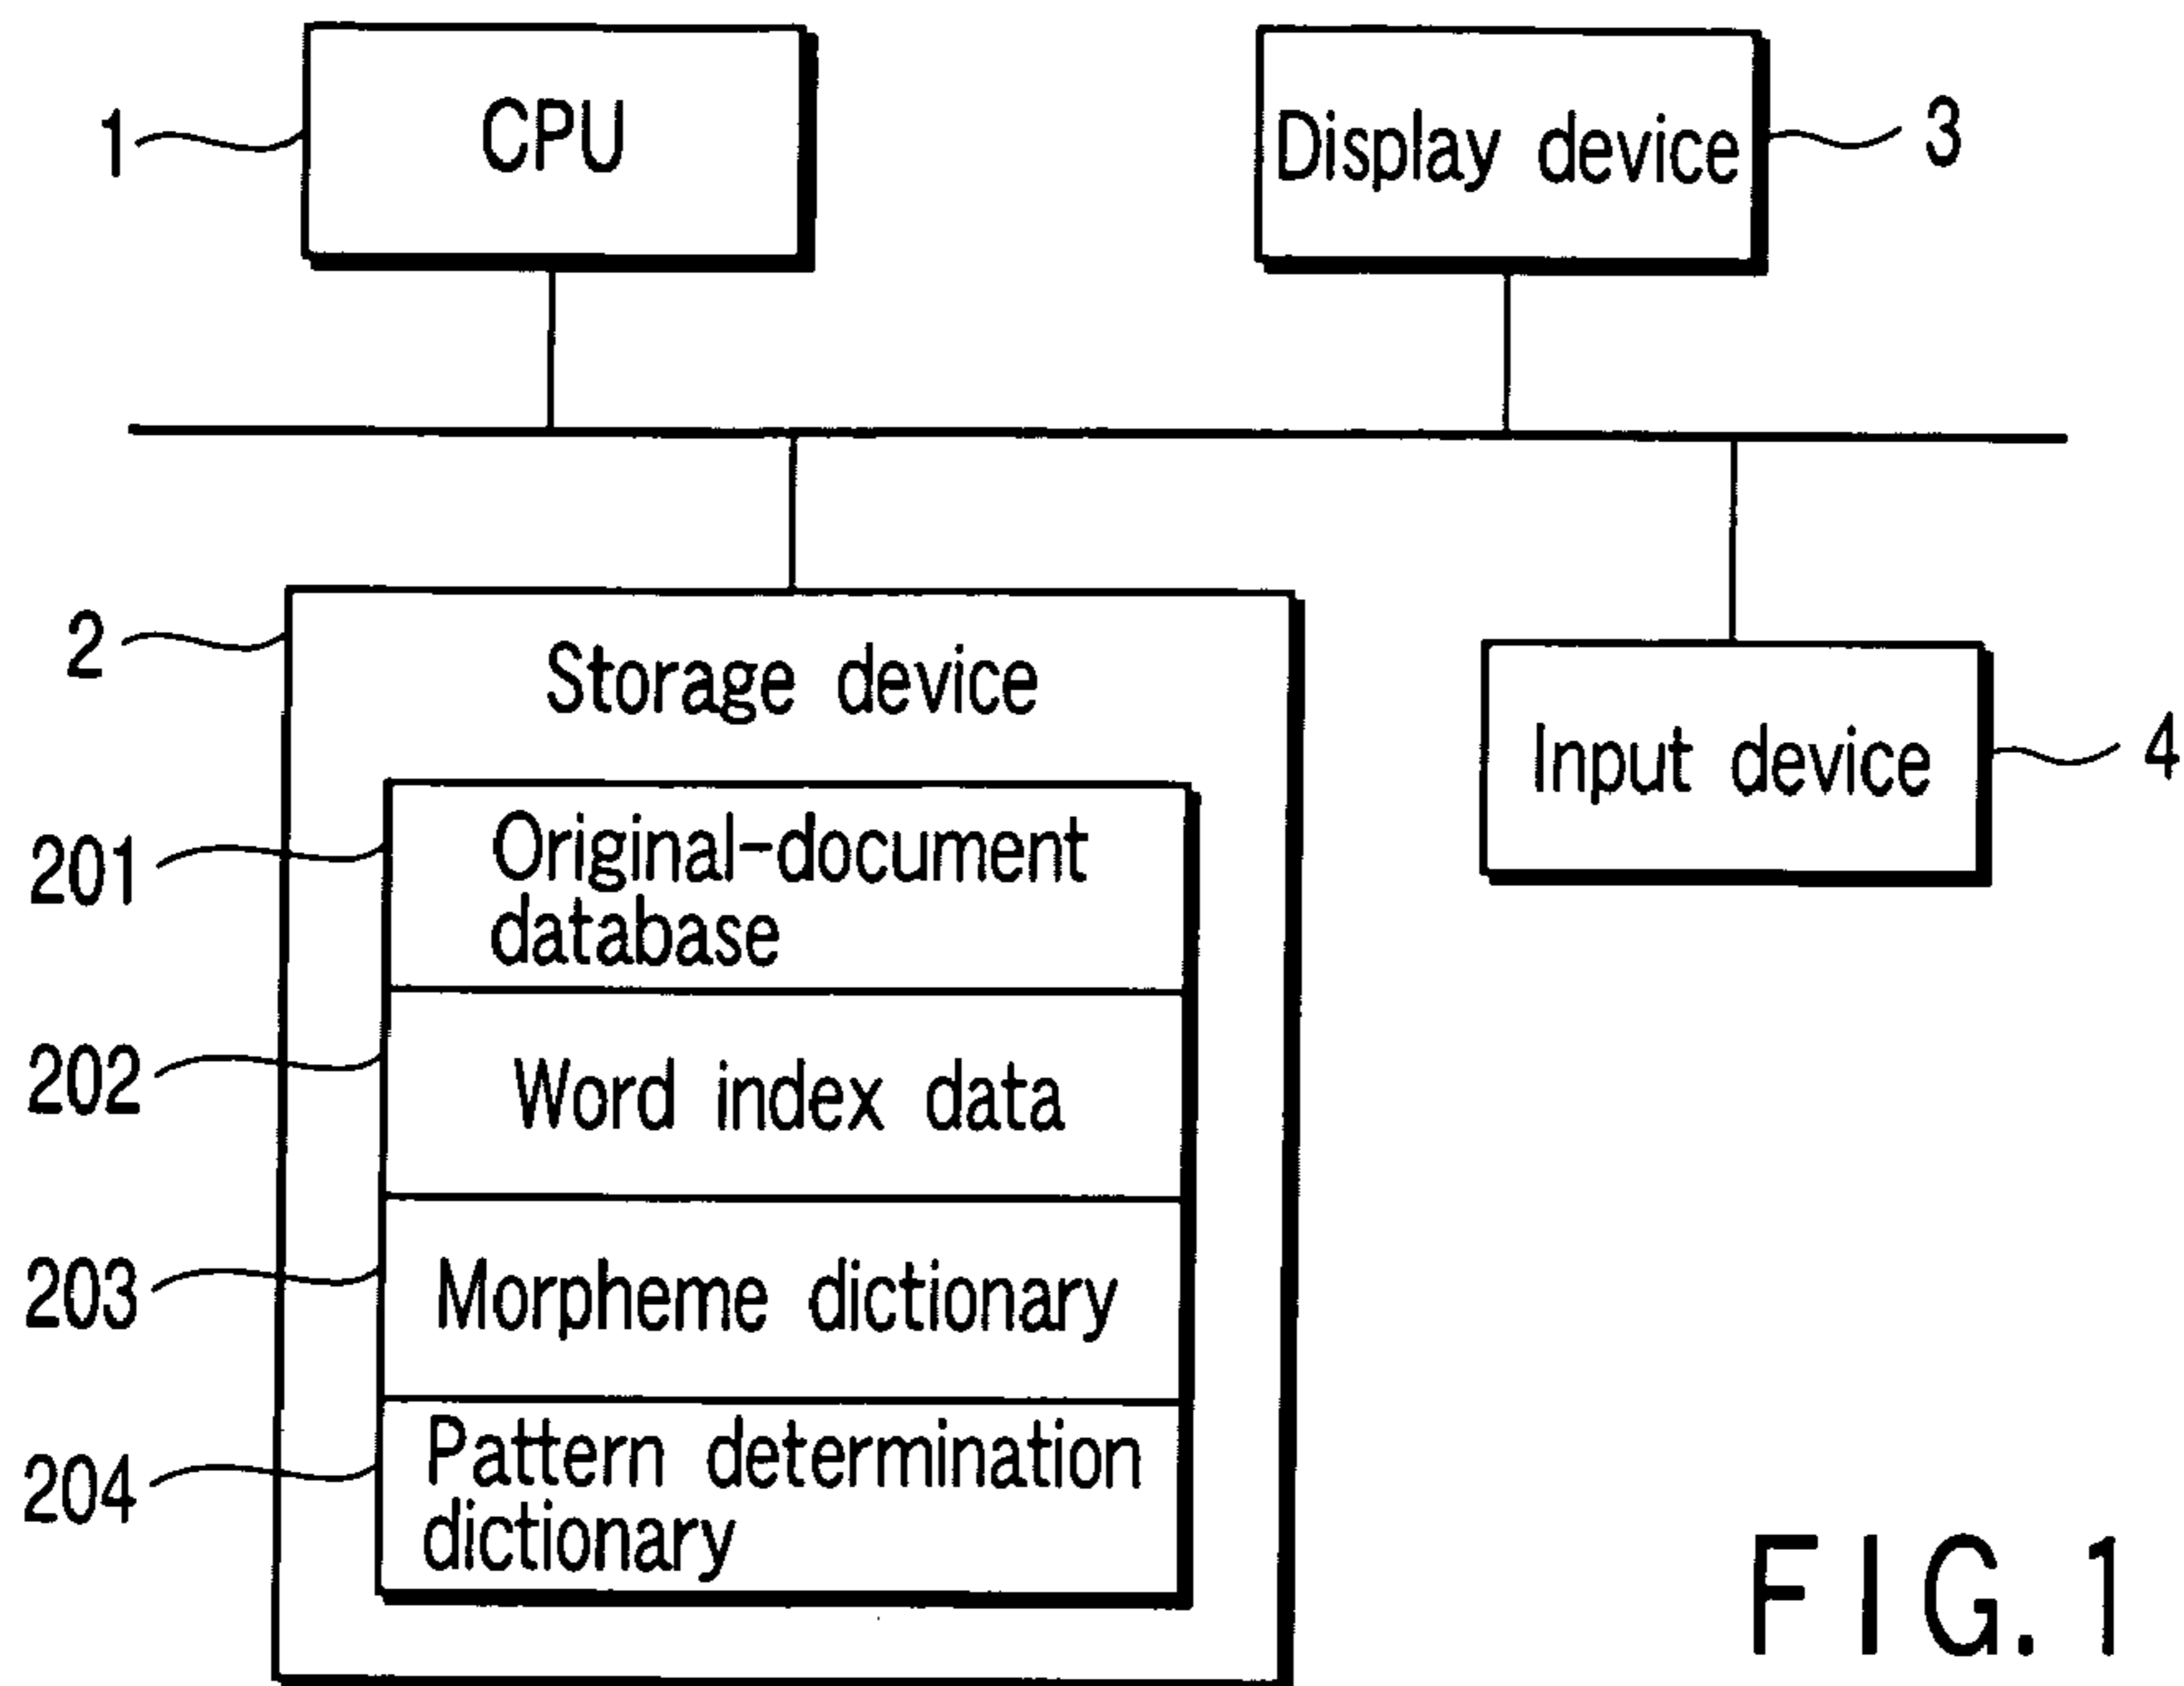 1
CPU
Display device
3
2
Storage device
Input device
4
201
Original-document
database
202
Word index data
203
Morpheme dictionary
204
Pattern determination
dictionary
FIG. 1